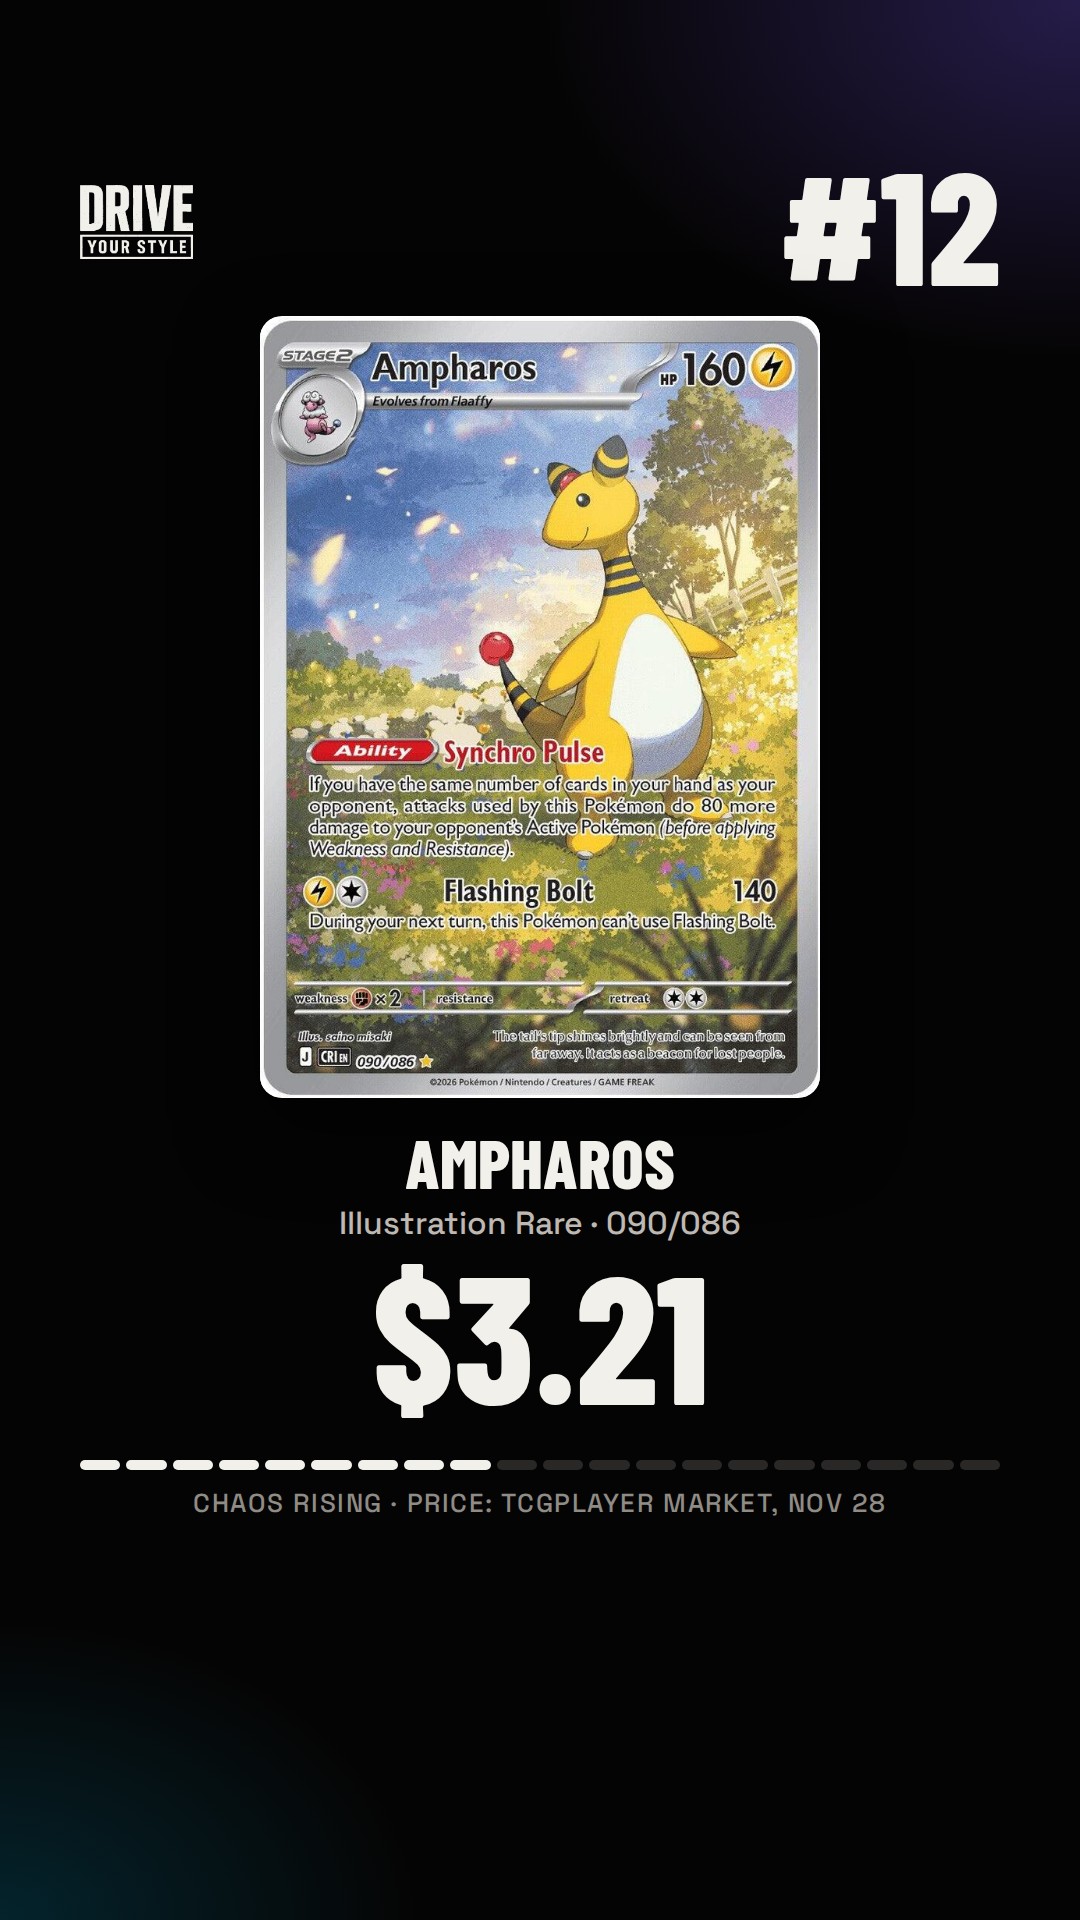 DRIVE
YOUR STYLE
#12
STAGE2
Ampharos
HP 160
Evolves from Flaaffy
Ability Synchro Pulse
If you have the same number of cards in your hand as your
opponent, attacks used by this Pokémon do 80 more
damage to your opponent's Active Pokémon (before applying
Weakness and Resistance).
Flashing Bolt 140
During your next turn, this Pokémon can't use Flashing Bolt.
weakness ×2 resistance retreat
Illus. saino misaki
The tail's tip shines brightly and can be seen from
far away. It acts as a beacon for lost people.
J CRI EN 090/086
©2026 Pokémon / Nintendo / Creatures / GAME FREAK
AMPHAROS
Illustration Rare · 090/086
$3.21
CHAOS RISING · PRICE: TCGPLAYER MARKET, NOV 28